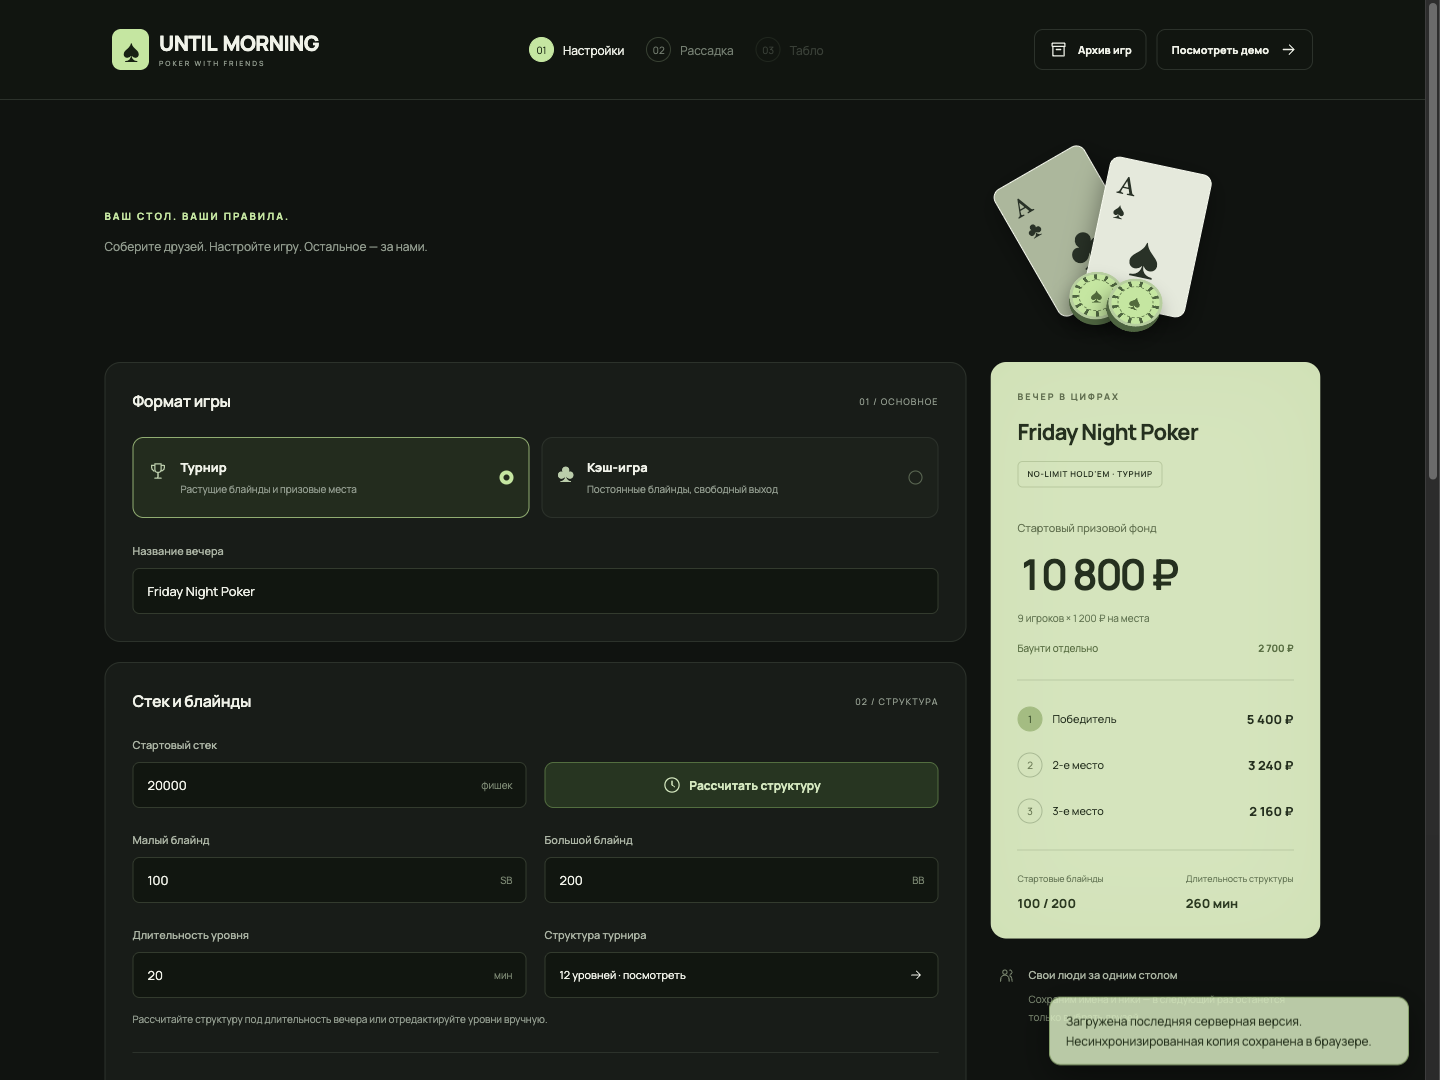 UNTIL MORNING
POKER WITH FRIENDS
01 Настройки
02 Рассадка
03 Табло
Архив игр
Посмотреть демо
ВАШ СТОЛ. ВАШИ ПРАВИЛА.
Соберите друзей. Настройте игру. Остальное — за нами.
A
A
Формат игры
01 / ОСНОВНОЕ
Турнир
Растущие блайнды и призовые места
Кэш-игра
Постоянные блайнды, свободный выход
Название вечера
Friday Night Poker
Стек и блайнды
02 / СТРУКТУРА
Стартовый стек
20000 фишек
Рассчитать структуру
Малый блайнд
100 SB
Большой блайнд
200 BB
Длительность уровня
20 мин
Структура турнира
12 уровней · посмотреть
Рассчитайте структуру под длительность вечера или отредактируйте уровни вручную.
ВЕЧЕР В ЦИФРАХ
Friday Night Poker
NO-LIMIT HOLD'EM · ТУРНИР
Стартовый призовой фонд
10 800 ₽
9 игроков × 1 200 ₽ на места
Баунти отдельно 2 700 ₽
1 Победитель 5 400 ₽
2 2-е место 3 240 ₽
3 3-е место 2 160 ₽
Стартовые блайнды
100 / 200
Длительность структуры
260 мин
Свои люди за одним столом
Загружена последняя серверная версия.
Несинхронизированная копия сохранена в браузере.